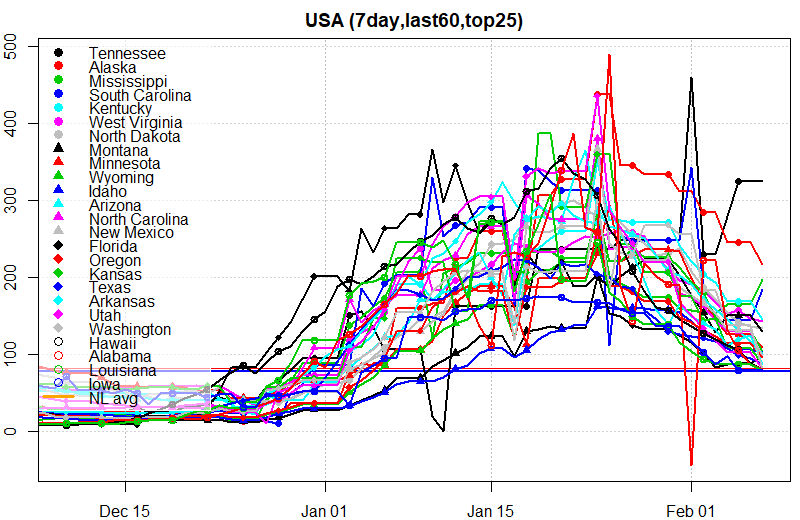 USA (7day,last60,top25)
500
400
300
200
100
0
Tennessee
Alaska
Mississippi
South Carolina
Kentucky
West Virginia
North Dakota
Montana
Minnesota
Wyoming
Idaho
Arizona
North Carolina
New Mexico
Florida
Oregon
Kansas
Texas
Arkansas
Utah
Washington
Hawaii
Alabama
Louisiana
Iowa
NL avg
Dec 15
Jan 01
Jan 15
Feb 01